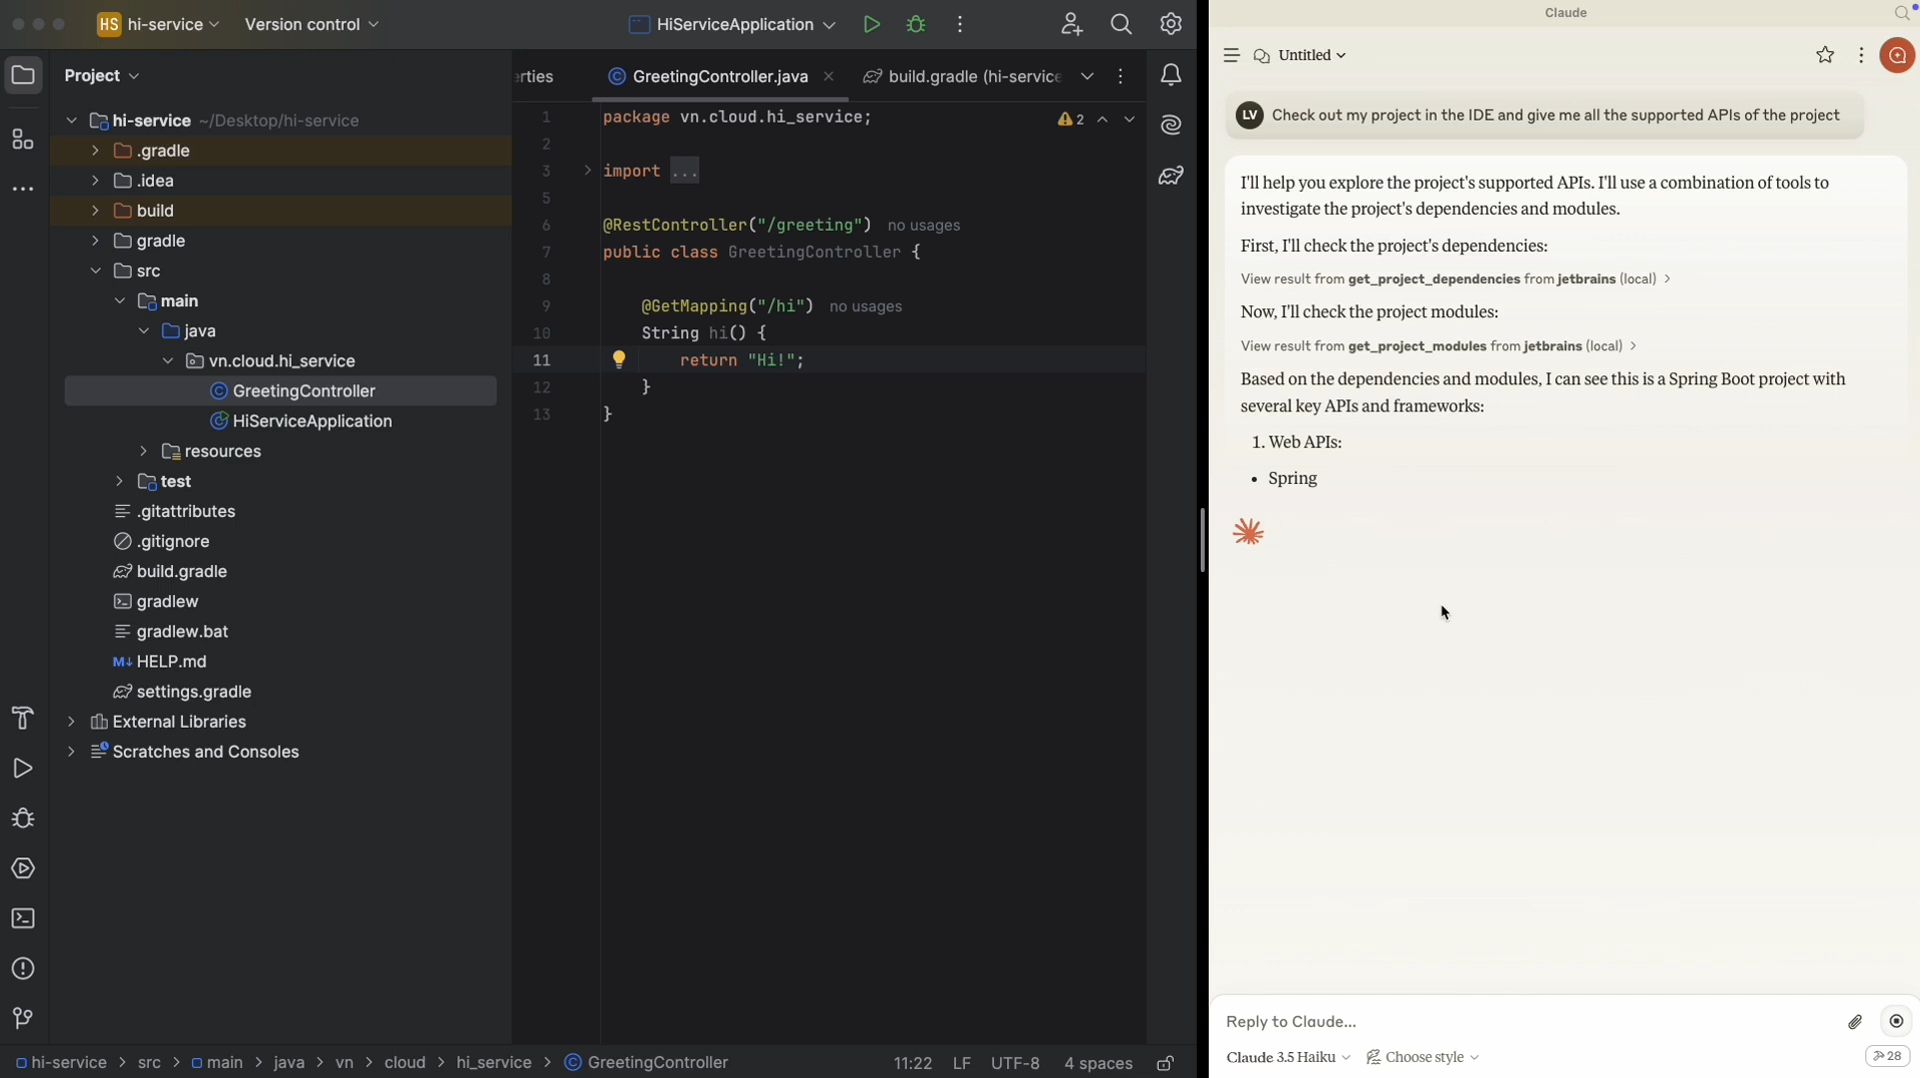 HS hi-service
Version control
HiServiceApplication
Project
hi-service ~/Desktop/hi-service
.gradle
.idea
build
gradle
src
main
java
vn.cloud.hi_service
GreetingController
HiServiceApplication
resources
test
.gitattributes
.gitignore
build.gradle
gradlew
gradlew.bat
M↓ HELP.md
settings.gradle
External Libraries
Scratches and Consoles
erties
GreetingController.java
build.gradle (hi-service
1 package vn.cloud.hi_service;
2
2
3 import ...
5
6 @RestController("/greeting") no usages
7 public class GreetingController {
8
9 @GetMapping("/hi") no usages
10 String hi() {
11 return "Hi!";
12 }
13 }
hi-service > src > main > java > vn > cloud > hi_service > GreetingController
11:22 LF UTF-8 4 spaces
Claude
Untitled
LV Check out my project in the IDE and give me all the supported APIs of the project
I'll help you explore the project's supported APIs. I'll use a combination of tools to
investigate the project's dependencies and modules.
First, I'll check the project's dependencies:
View result from get_project_dependencies from jetbrains (local)
Now, I'll check the project modules:
View result from get_project_modules from jetbrains (local)
Based on the dependencies and modules, I can see this is a Spring Boot project with
several key APIs and frameworks:
1. Web APIs:
• Spring
Reply to Claude...
Claude 3.5 Haiku
Choose style
28